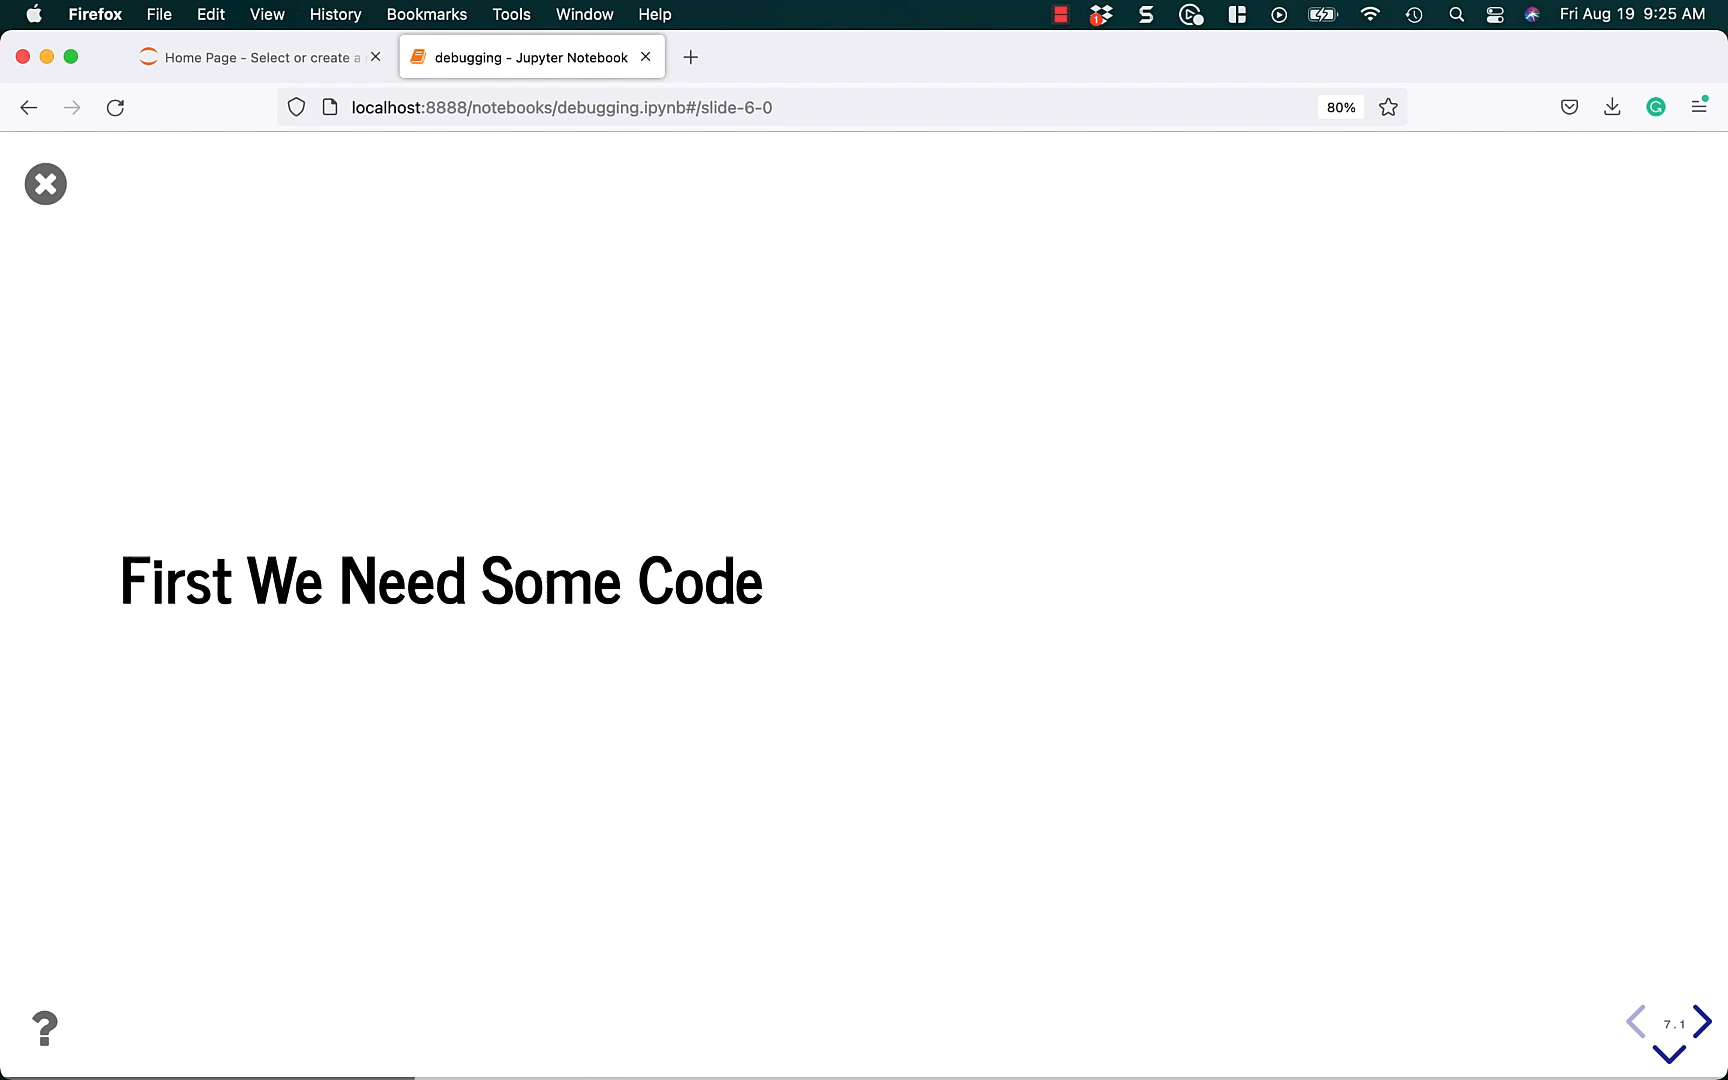 Firefox File Edit View History Bookmarks Tools Window Help 1 S Fri Aug 19 9:25 AM
Home Page - Select or create a debugging - Jupyter Notebook
localhost:8888/notebooks/debugging.ipynb#/slide-6-0 80% G
First We Need Some Code
? 7.1